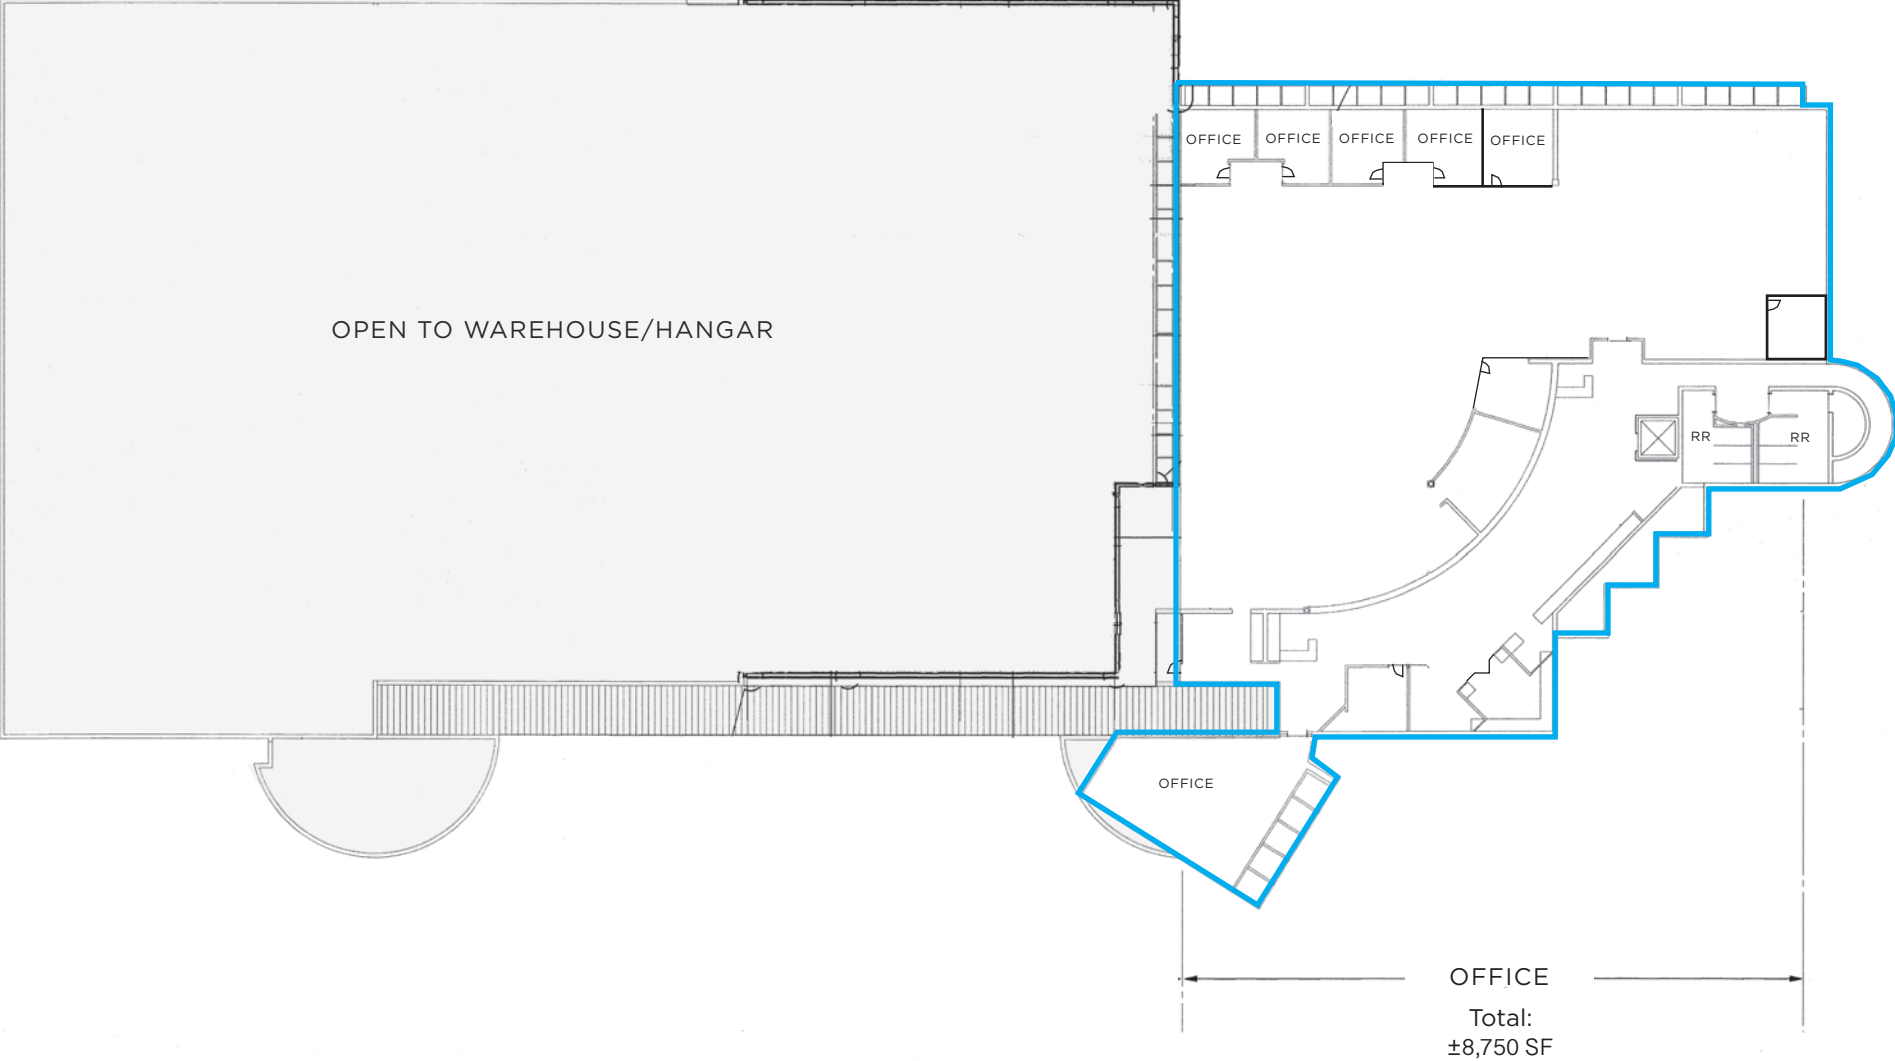 OFFICE OFFICE OFFICE OFFICE OFFICE
OPEN TO WAREHOUSE/HANGAR
RR RR
OFFICE
OFFICE
Total:
±8,750 SF